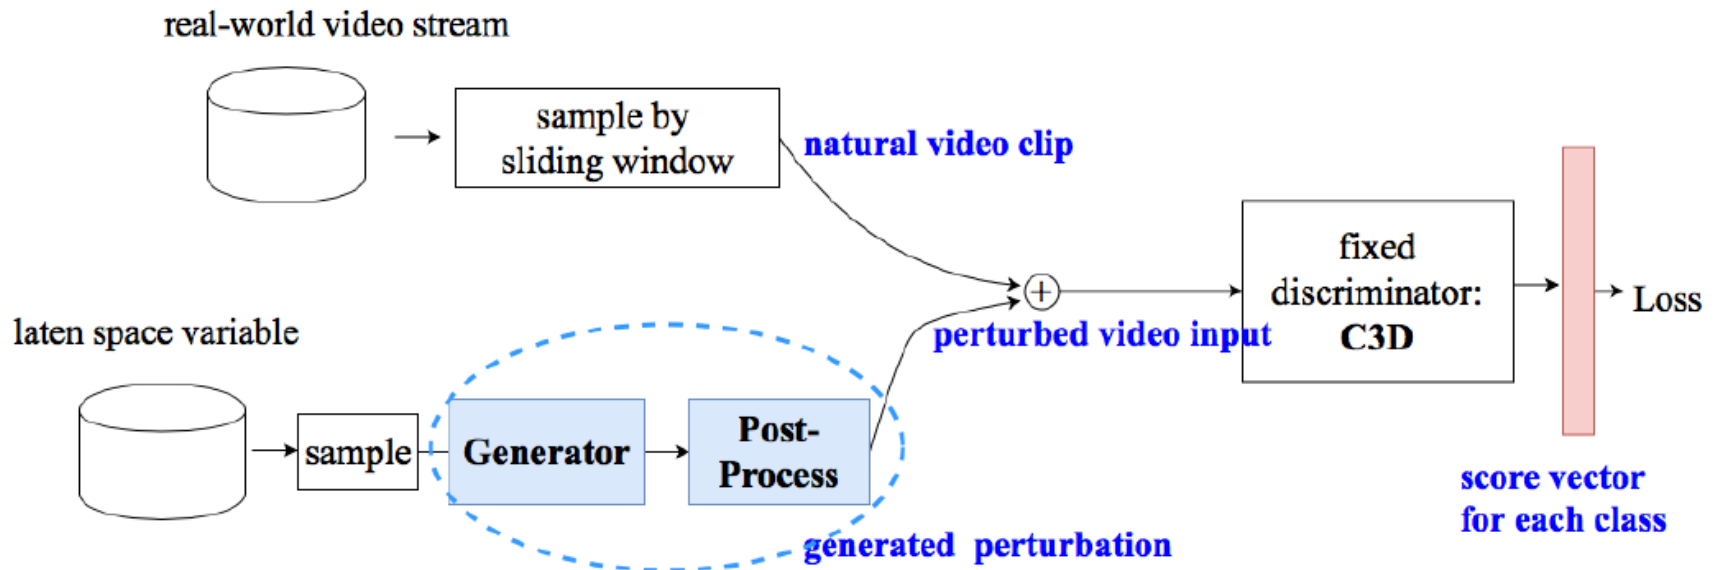 real-world video stream
sample by
sliding window
natural video clip
laten space variable
sample
Generator
Post-
Process
generated perturbation
+
perturbed video input
fixed
discriminator:
C3D
score vector
for each class
Loss